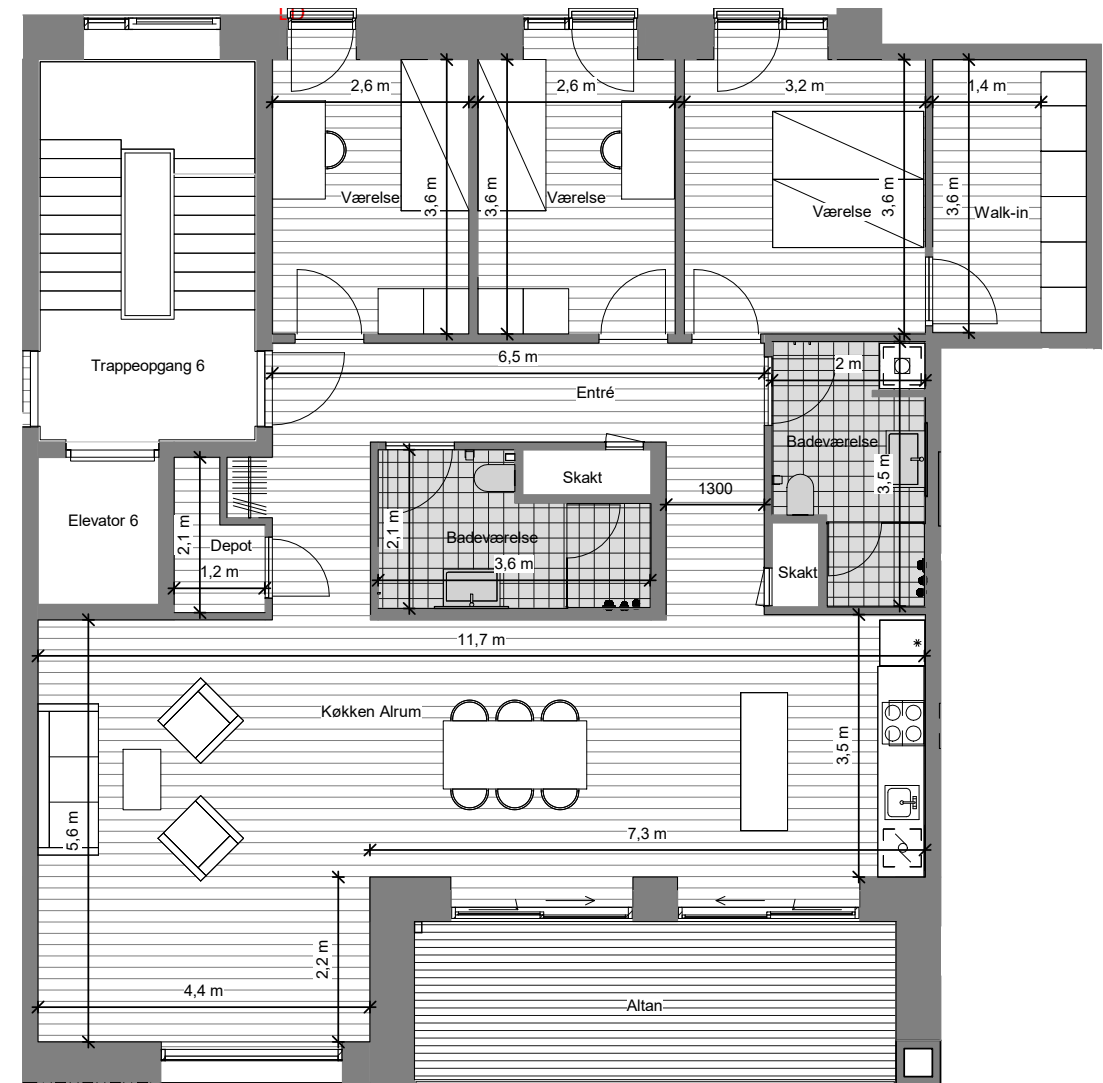 LU
2,6 m
2,6 m
3,2 m
1,4 m
Værelse
3,6 m
3,6 m
Værelse
Værelse
3,6 m
3,6 m
Walk-in
Trappeopgang 6
6,5 m
2 m
Entré
Badeværelse
Skakt
3,5 m
1300
Elevator 6
2,1 m
Depot
1,2 m
2,1 m
Badeværelse
3,6 m
Skakt
11,7 m
Køkken Alrum
3,5 m
5,6 m
7,3 m
2,2 m
4,4 m
Altan